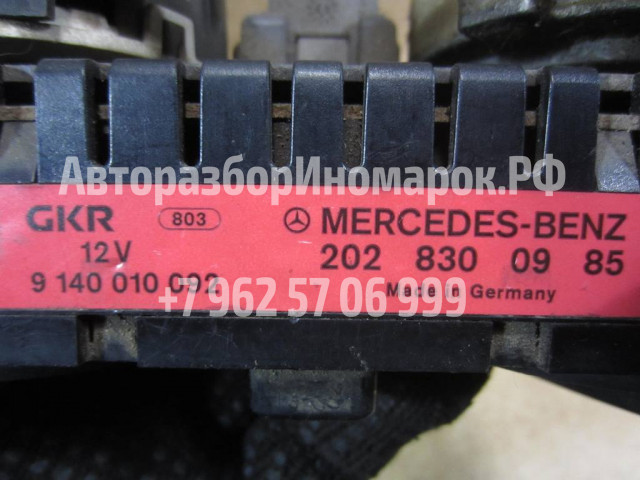 АвторазборИномарок.РФ
GKR 803 MERCEDES-BENZ
12V 202 830 09 85
9 140 010 092 Made in Germany
+7 962 57 06 999